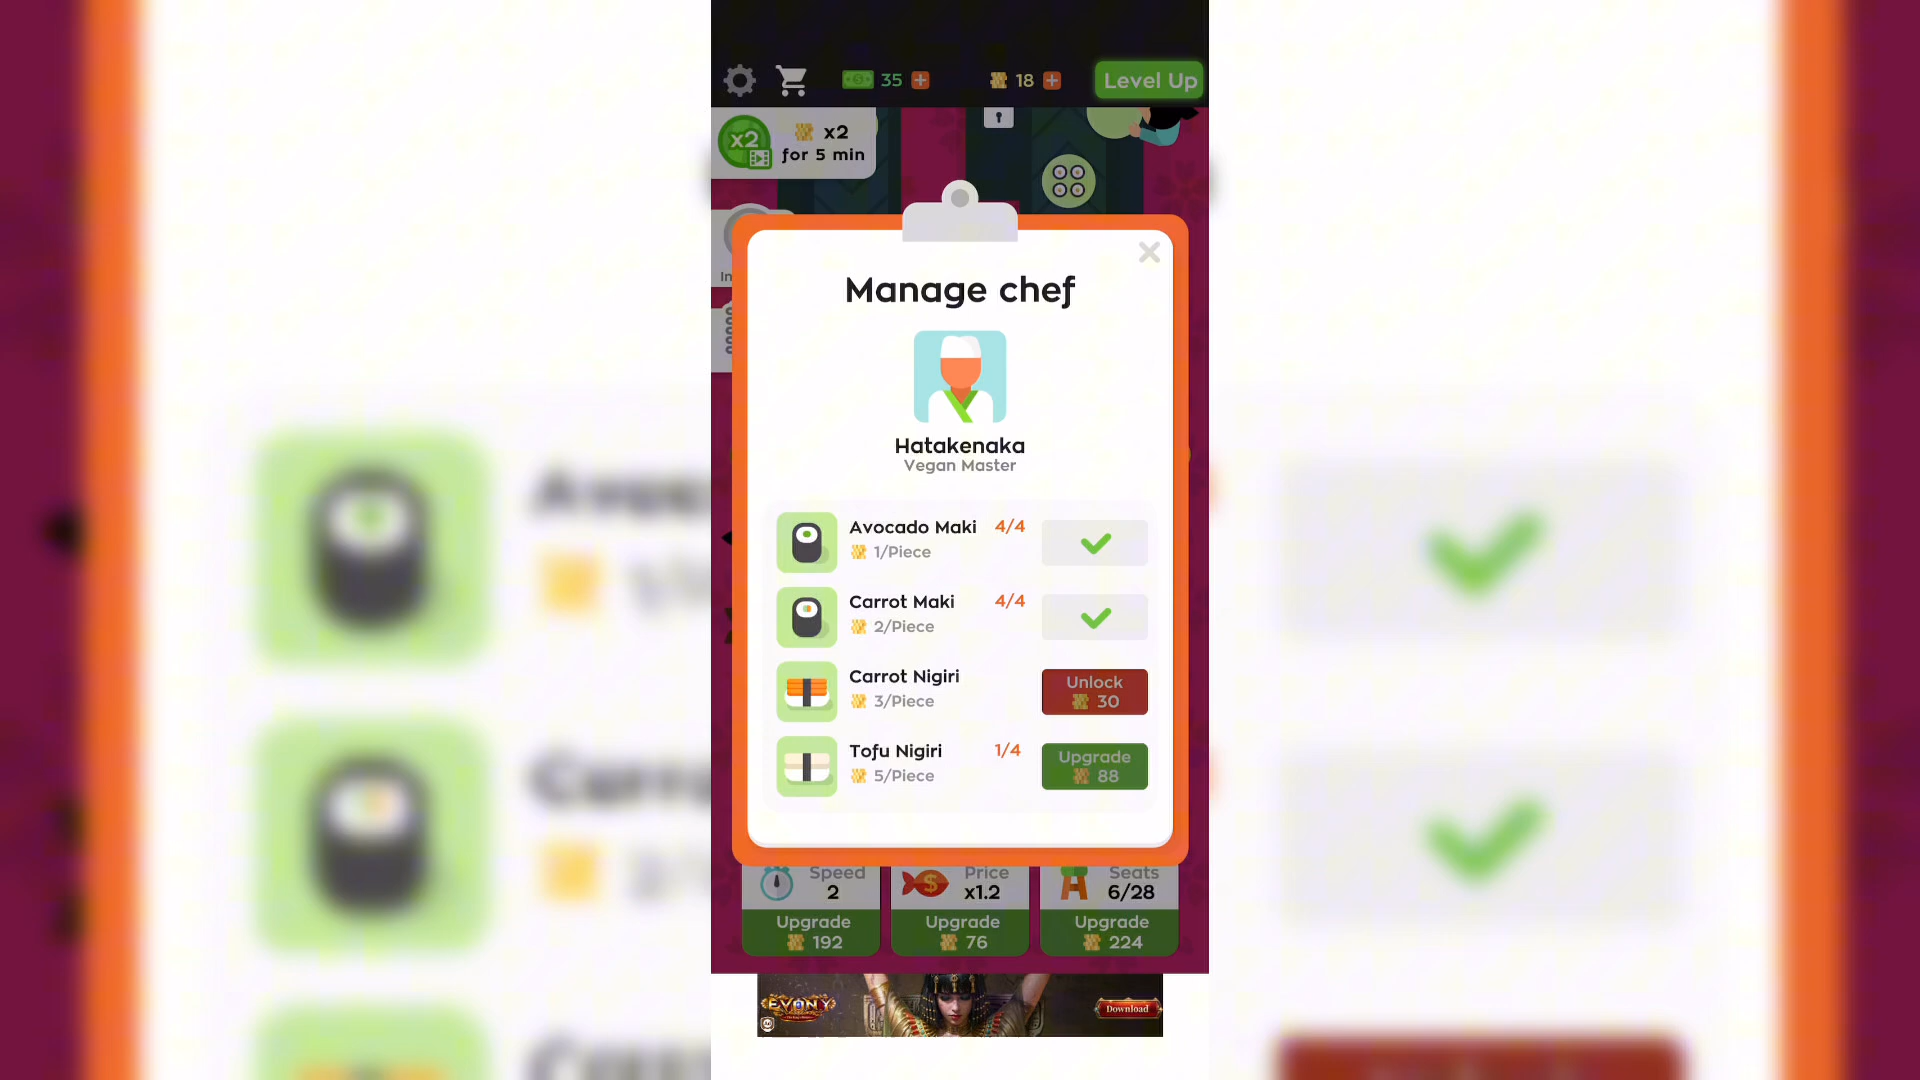 35
18
Level Up
x2
x2
for 5 min
In
Manage chef
Hatakenaka
Vegan Master
Avocado Maki 4/4
1/Piece
Carrot Maki 4/4
2/Piece
Carrot Nigiri
3/Piece
Unlock
30
Tofu Nigiri 1/4
5/Piece
Upgrade
88
Speed
2
Upgrade
192
Price
x1.2
Upgrade
76
Seats
6/28
Upgrade
224
EVONY
Download